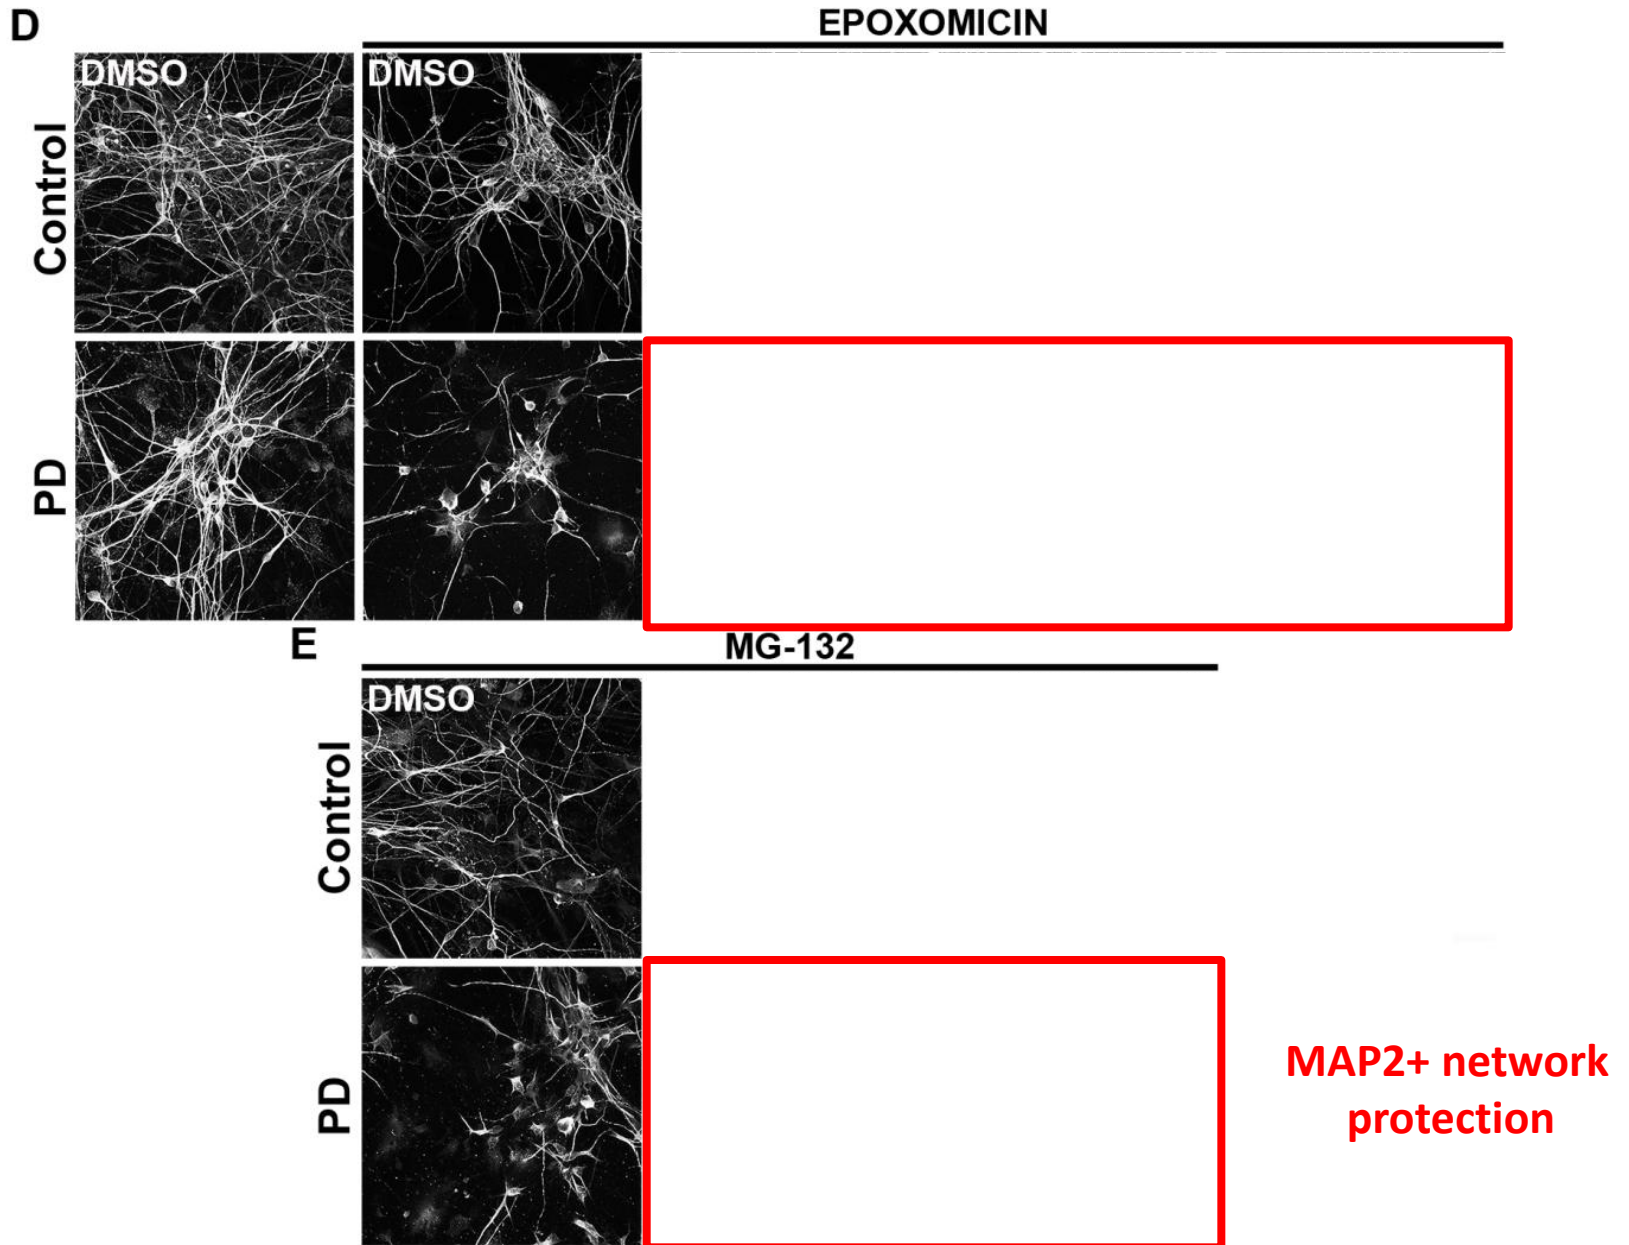 D
EPOXOMICIN
DMSO
DMSO
Control
PD
E
MG-132
DMSO
Control
PD
MAP2+ network
protection